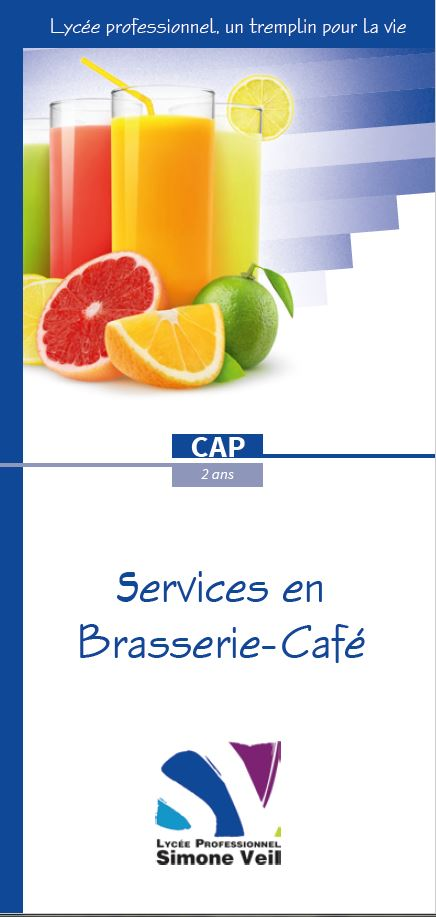 Lycée professionnel, un tremplin pour la vie
CAP
2 ans
Services en
Brasserie-Café
LYCÉE PROFESSIONNEL
Simone Veil